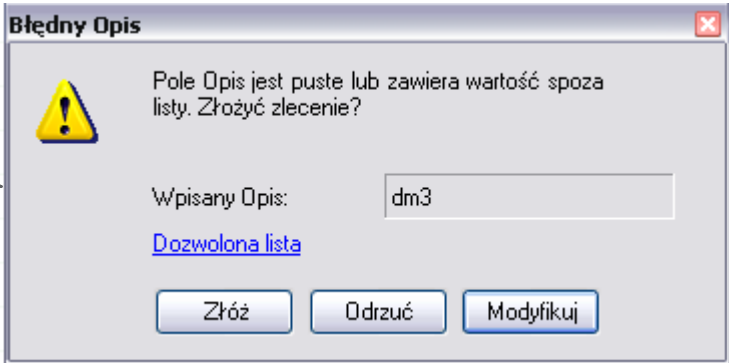 Błędny Opis
Pole Opis jest puste lub zawiera wartość spoza
listy. Złożyć zlecenie?
Wpisany Opis: dm3
Dozwolona lista
Złóż Odrzuć Modyfikuj